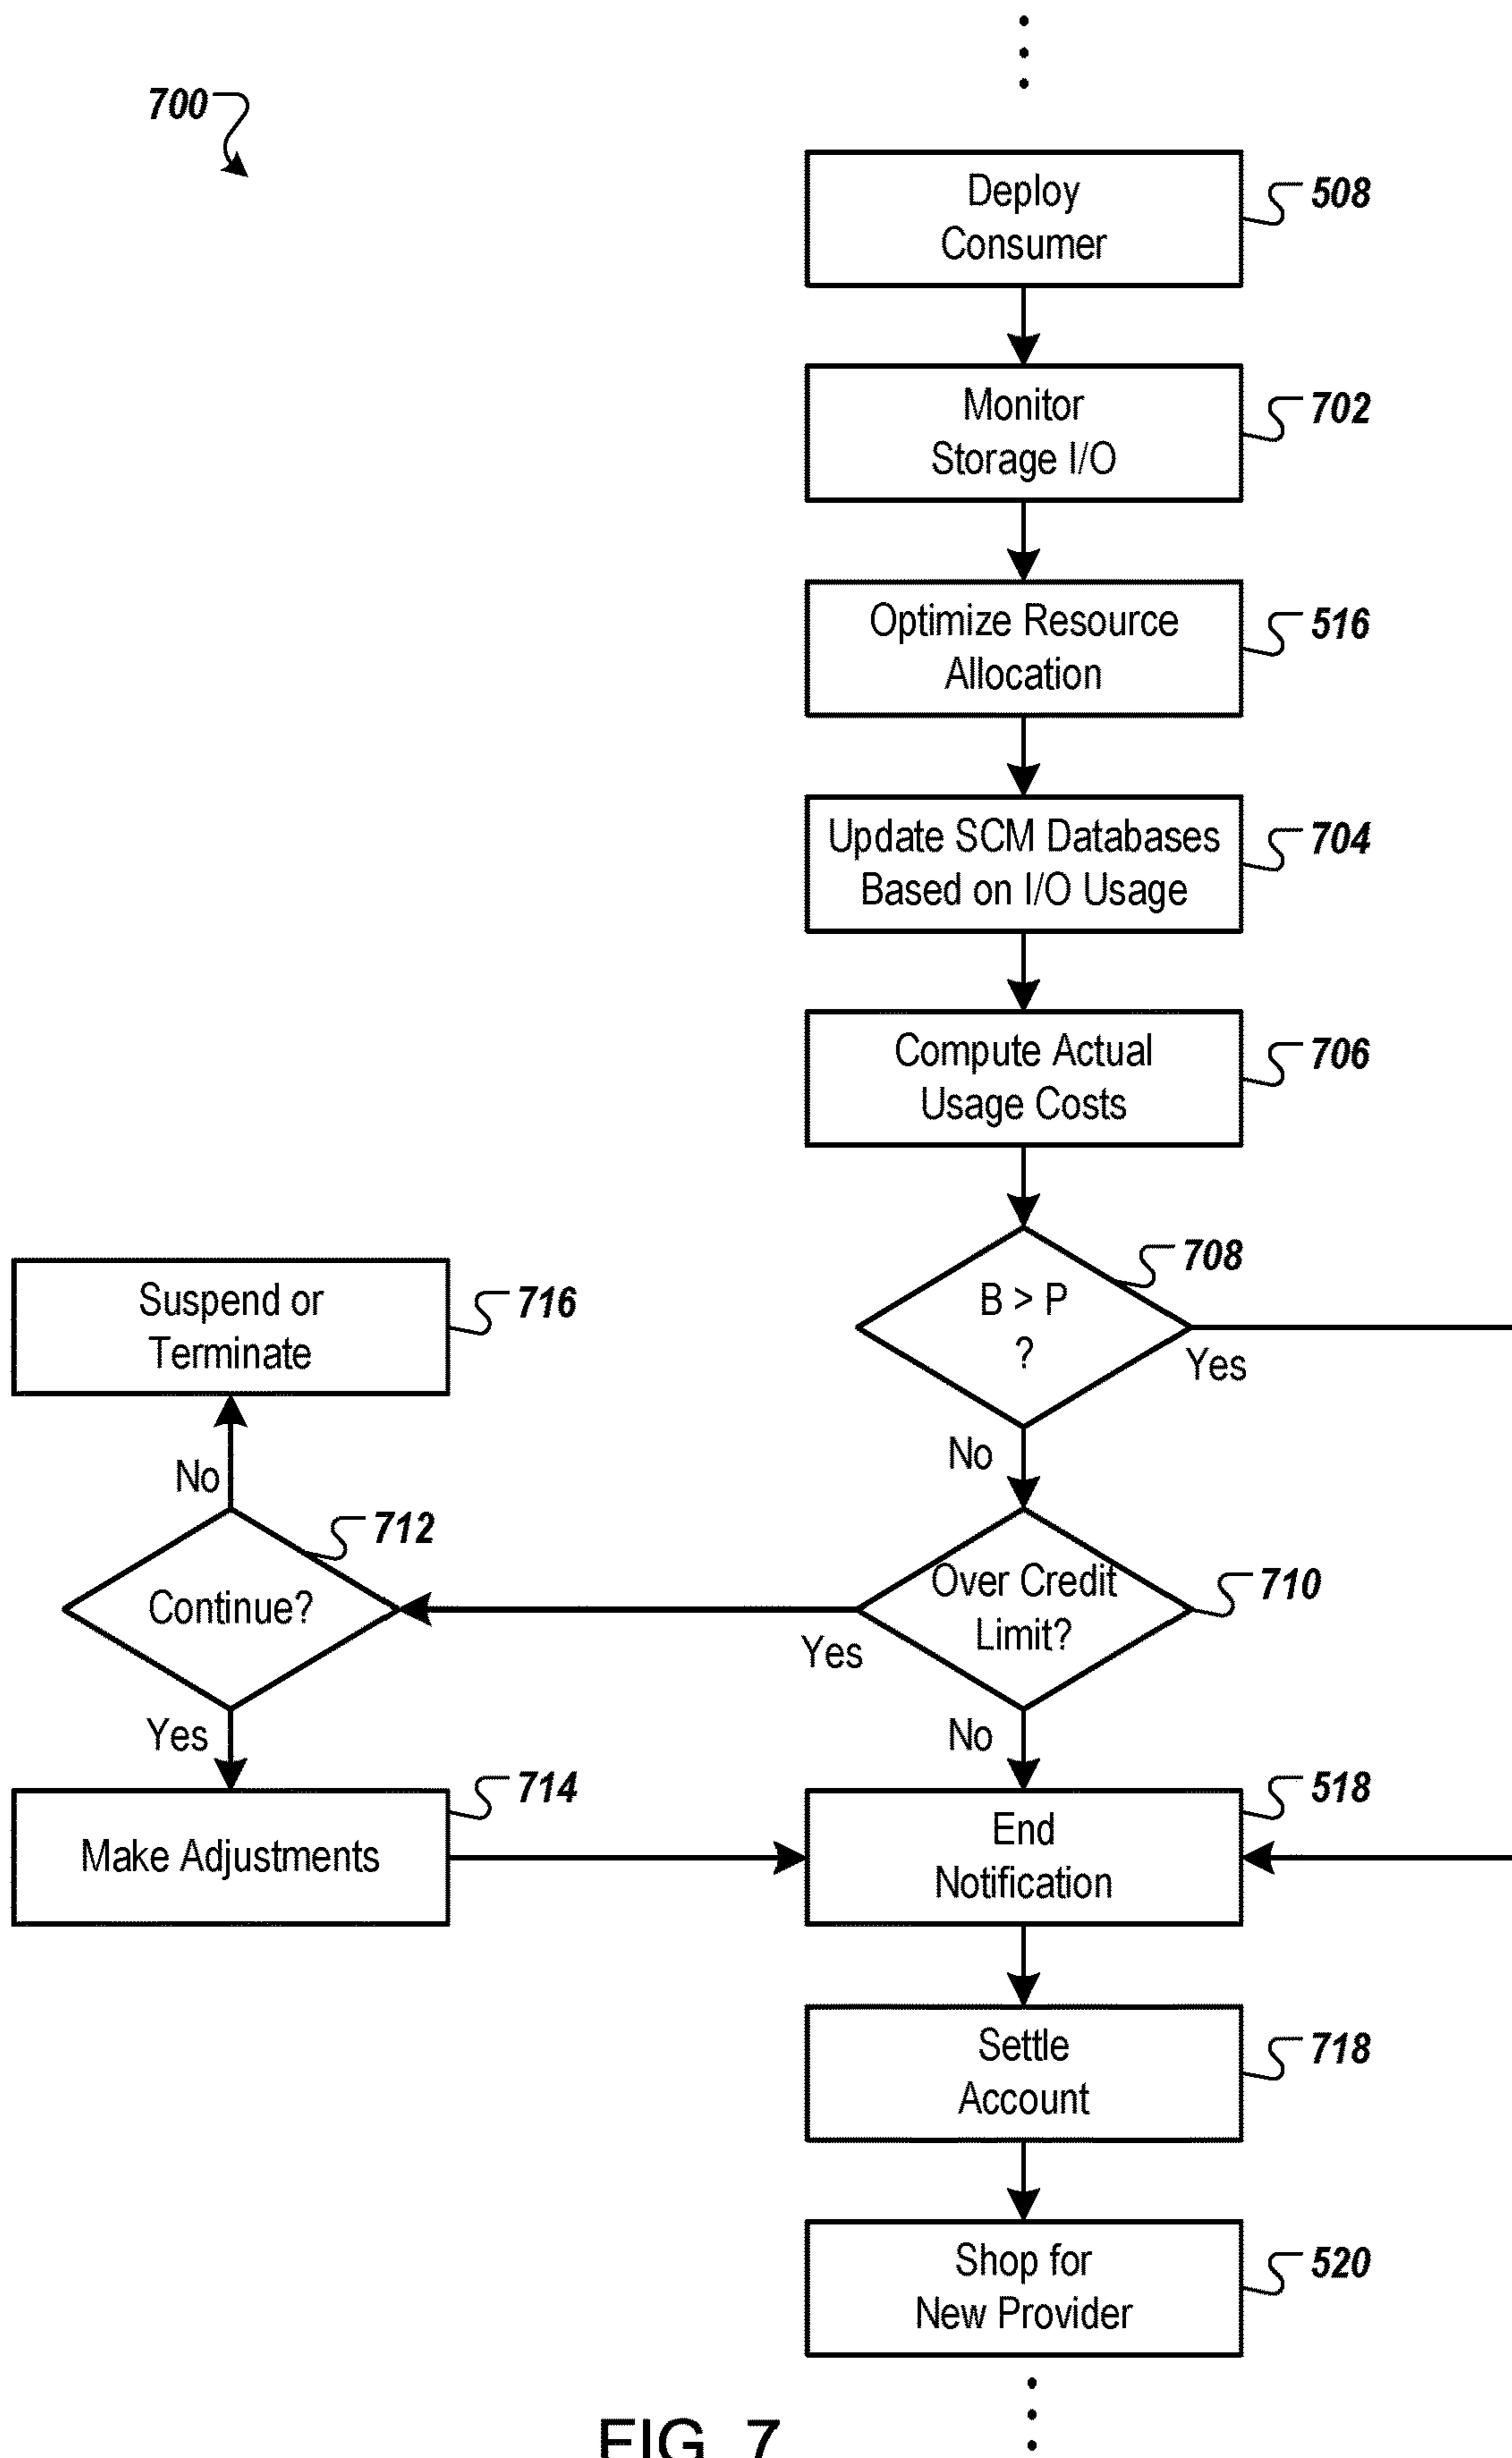 700
Deploy
Consumer
508
Monitor
Storage I/O
702
Optimize Resource
Allocation
516
Update SCM Databases
Based on I/O Usage
704
Compute Actual
Usage Costs
706
B > P
?
708
Yes
No
Suspend or
Terminate
716
No
Continue?
712
Over Credit
Limit?
710
Yes
Yes
No
Make Adjustments
714
End
Notification
518
Settle
Account
718
Shop for
New Provider
520
FIG. 7